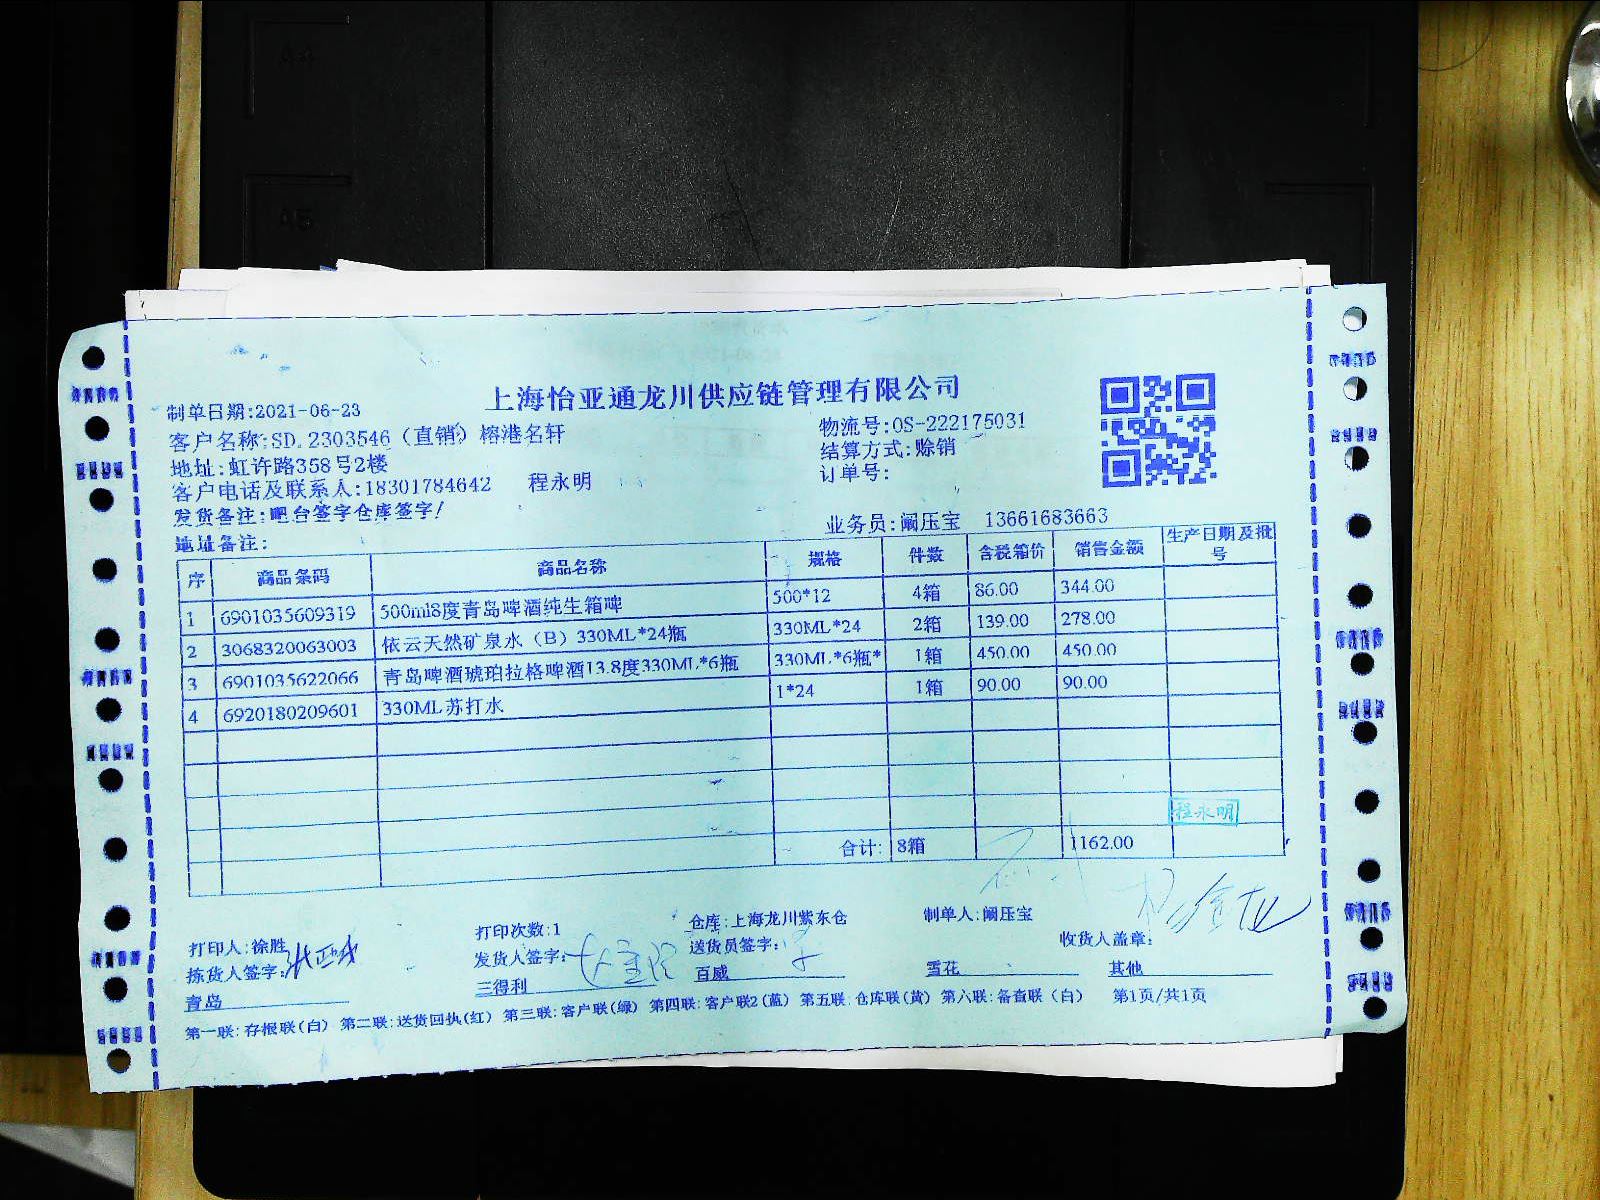 上海怡亚通龙川供应链管理有限公司
制单日期:2021-06-23
客户名称:SD.2303546（直销）榕港名轩
物流号:OS-222175031
地址:虹许路358号2楼
结算方式:赊销
客户电话及联系人:18301784642 程永明
订单号:
发货备注:吧台签字仓库签字/
业务员:阚压宝 13661683663
地址备注:
序 商品条码 商品名称 规格 件数 含税箱价 销售金额 生产日期及批号
1 6901035609319 500ml8度青岛啤酒纯生箱啤 500*12 4箱 86.00 344.00
2 3068320063003 依云天然矿泉水（B）330ML*24瓶 330ML*24 2箱 139.00 278.00
3 6901035622066 青岛啤酒琥珀拉格啤酒13.8度330ML*6瓶 330ML*6瓶* 1箱 450.00 450.00
4 6920180209601 330ML苏打水 1*24 1箱 90.00 90.00
程永明
合计: 8箱 1162.00
打印人:徐胜 打印次数:1 仓库:上海龙川紫东仓 制单人:阚压宝
拣货人签字: 发货人签字: 送货员签字: 收货人盖章:
青岛 三得利 百威 雪花 其他
第一联:存根联(白) 第二联:送货回执(红) 第三联:客户联(绿) 第四联:客户联2(蓝) 第五联:仓库联(黄) 第六联:备查联（白） 第1页/共1页